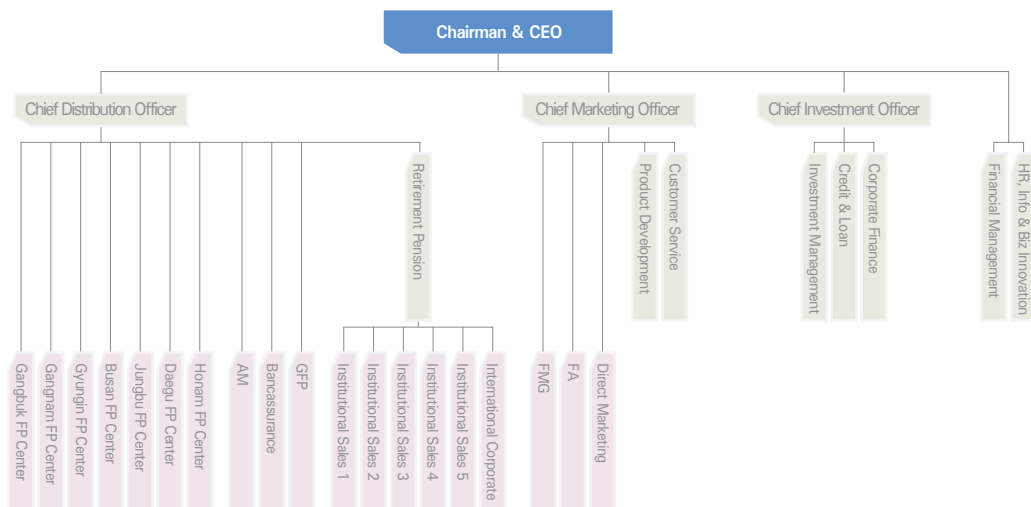 Chairman & CEO
Chief Distribution Officer
Chief Marketing Officer
Chief Investment Officer
Retirement Pension
Product Development
Customer Service
Investment Management
Credit & Loan
Corporate Finance
Financial Management
HR, Info & Biz Innovation
Gangbuk FP Center
Gangnam FP Center
Gyungin FP Center
Busan FP Center
Jungbu FP Center
Daegu FP Center
Honam FP Center
AM
Bancassurance
GFP
Institutional Sales 1
Institutional Sales 2
Institutional Sales 3
Institutional Sales 4
Institutional Sales 5
International Corporate
FMG
FA
Direct Marketing